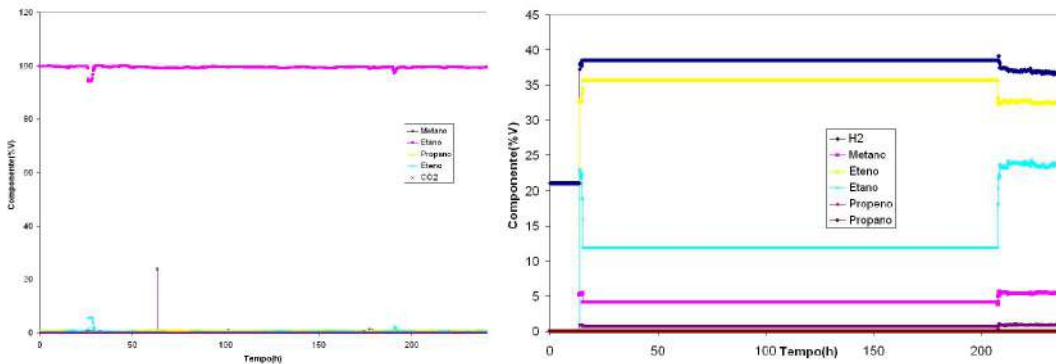 120
100
80
60
40
20
0
Componente(%V)
Metano
Etano
Propano
Eteno
CO2
0
50
100
150
200
Tempo(h)
45
40
35
30
25
20
15
10
5
0
Componente(%V)
H2
Metano
Eteno
Etano
Propeno
Propano
0
50
100
150
200
Tempo(h)